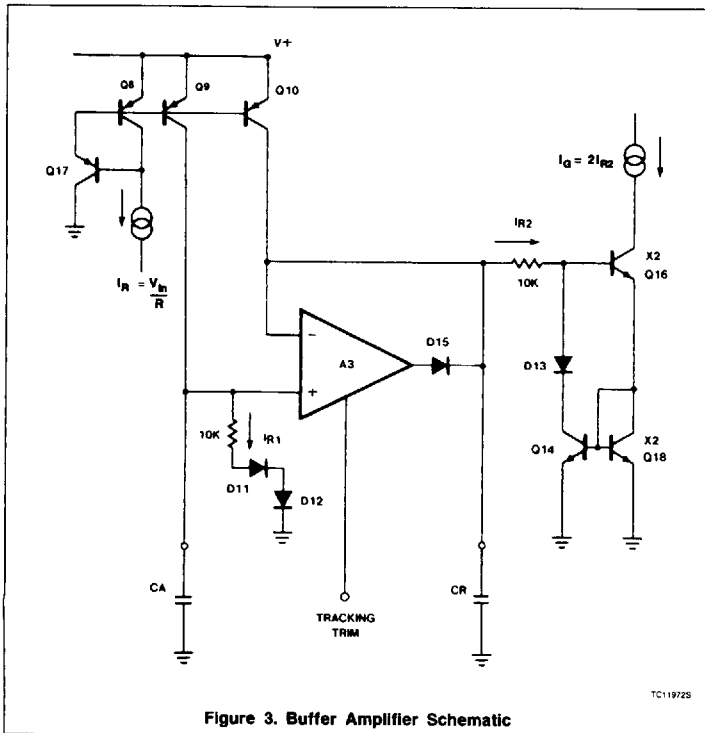 V+
Q8
Q9
Q10
Q17
I_R = V_in/R
I_G = 2I_R2
I_R2
10K
X2
Q16
A3
−
+
D15
D13
10K
I_R1
D11
D12
Q14
X2
Q18
CA
TRACKING
TRIM
CR
TC11972S
Figure 3. Buffer Amplifier Schematic